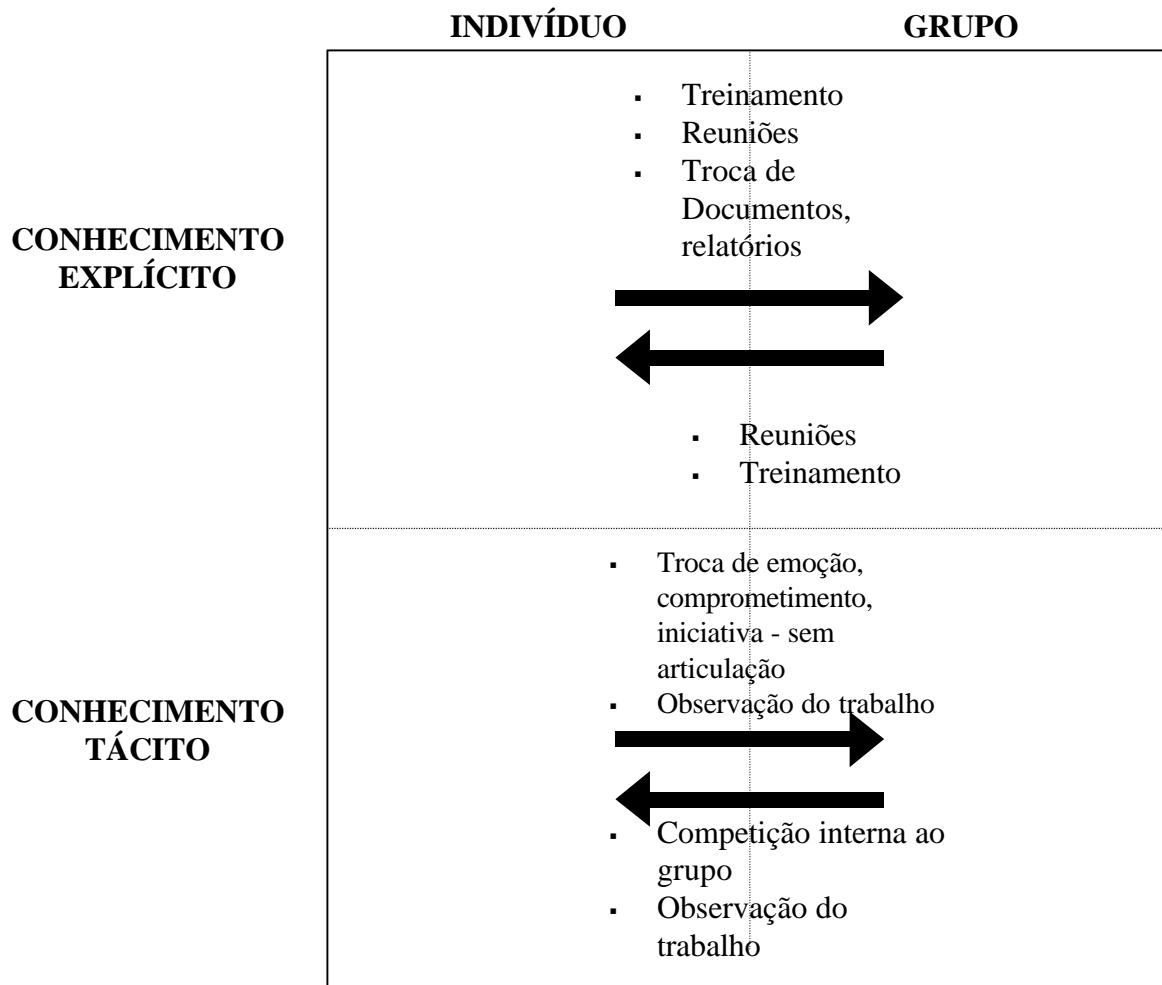 INDIVÍDUO GRUPO
▪ Treinamento
▪ Reuniões
▪ Troca de
Documentos,
relatórios
CONHECIMENTO
EXPLÍCITO
▪ Reuniões
▪ Treinamento
▪ Troca de emoção,
comprometimento,
iniciativa - sem
articulação
▪ Observação do trabalho
CONHECIMENTO
TÁCITO
▪ Competição interna ao
grupo
▪ Observação do
trabalho